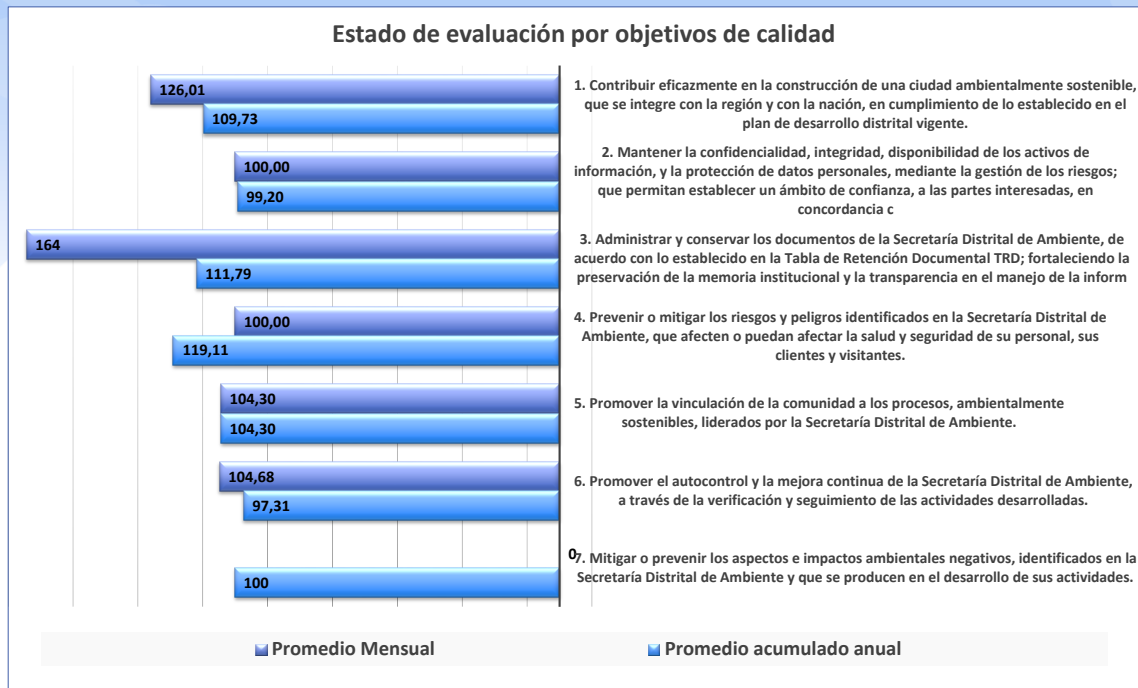 Estado de evaluación por objetivos de calidad
126,01
109,73
1. Contribuir eficazmente en la construcción de una ciudad ambientalmente sostenible,
que se integre con la región y con la nación, en cumplimiento de lo establecido en el
plan de desarrollo distrital vigente.
100,00
99,20
2. Mantener la confidencialidad, integridad, disponibilidad de los activos de
información, y la protección de datos personales, mediante la gestión de los riesgos;
que permitan establecer un ámbito de confianza, a las partes interesadas, en
concordancia c
164
111,79
3. Administrar y conservar los documentos de la Secretaría Distrital de Ambiente, de
acuerdo con lo establecido en la Tabla de Retención Documental TRD; fortaleciendo la
preservación de la memoria institucional y la transparencia en el manejo de la inform
100,00
119,11
4. Prevenir o mitigar los riesgos y peligros identificados en la Secretaría Distrital de
Ambiente, que afecten o puedan afectar la salud y seguridad de su personal, sus
clientes y visitantes.
104,30
104,30
5. Promover la vinculación de la comunidad a los procesos, ambientalmente
sostenibles, liderados por la Secretaría Distrital de Ambiente.
104,68
97,31
6. Promover el autocontrol y la mejora continua de la Secretaría Distrital de Ambiente,
a través de la verificación y seguimiento de las actividades desarrolladas.
0
100
7. Mitigar o prevenir los aspectos e impactos ambientales negativos, identificados en la
Secretaría Distrital de Ambiente y que se producen en el desarrollo de sus actividades.
Promedio Mensual
Promedio acumulado anual